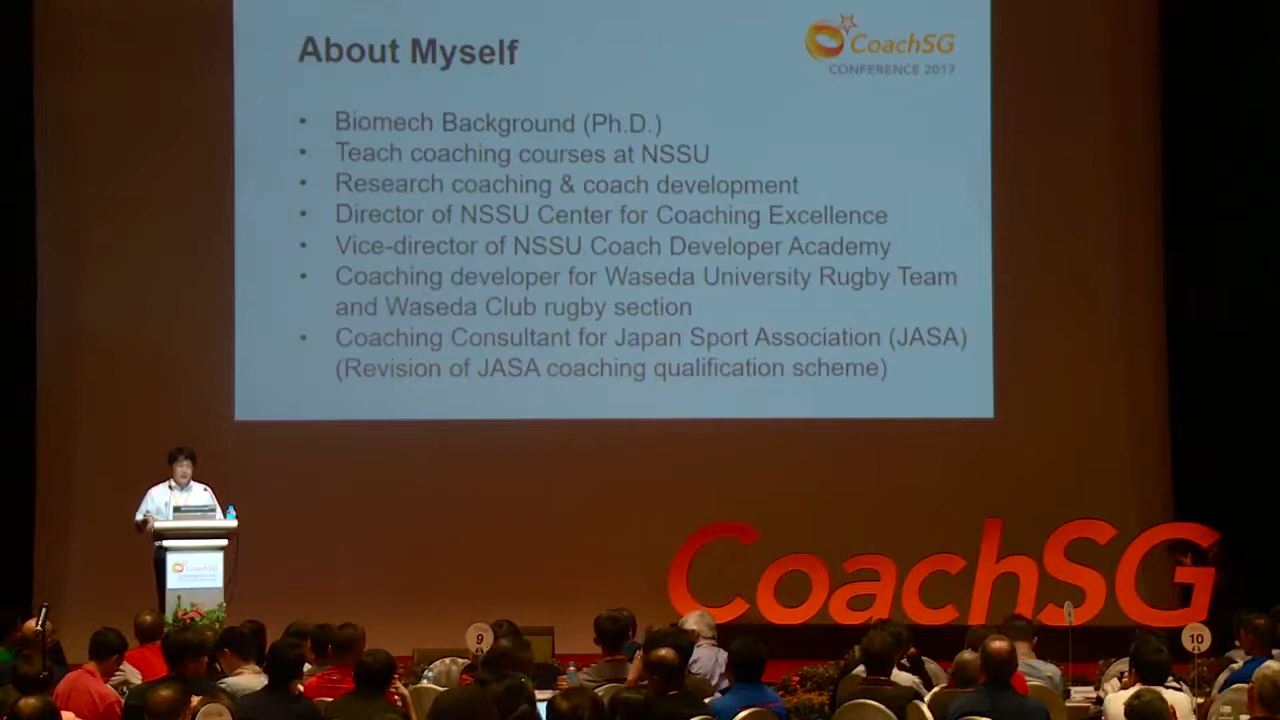 About Myself
CoachSG
CONFERENCE 2017
• Biomech Background (Ph.D.)
• Teach coaching courses at NSSU
• Research coaching & coach development
• Director of NSSU Center for Coaching Excellence
• Vice-director of NSSU Coach Developer Academy
• Coaching developer for Waseda University Rugby Team
and Waseda Club rugby section
• Coaching Consultant for Japan Sport Association (JASA)
(Revision of JASA coaching qualification scheme)
CoachSG
CoachSG
9
10